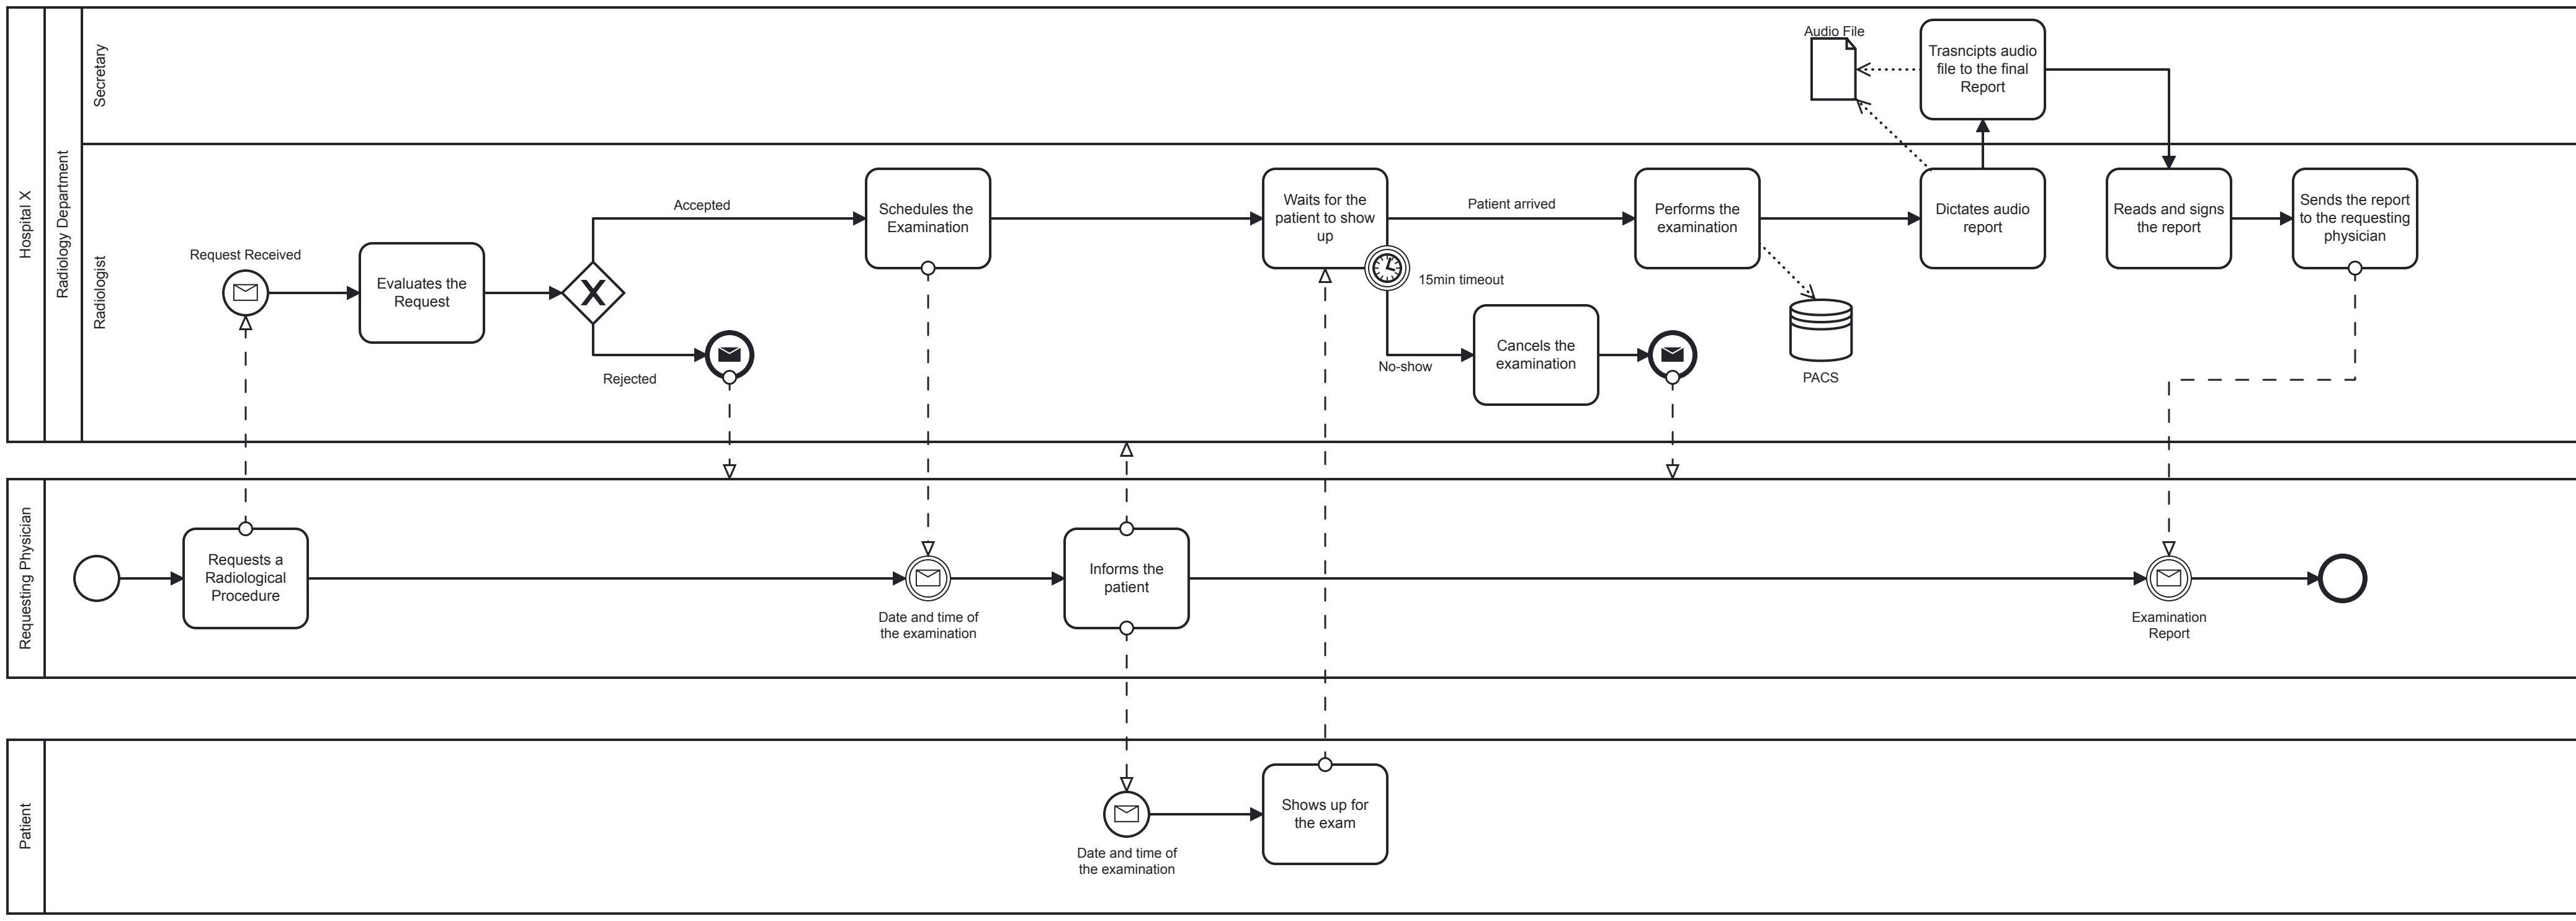 Hospital X
Radiology Department
Secretary
Audio File
Trasncipts audio
file to the final
Report
Radiologist
Request Received
Evaluates the
Request
Accepted
Rejected
Schedules the
Examination
Waits for the
patient to show
up
15min timeout
Patient arrived
No-show
Cancels the
examination
Performs the
examination
PACS
Dictates audio
report
Reads and signs
the report
Sends the report
to the requesting
physician
Requesting Physician
Requests a
Radiological
Procedure
Date and time of
the examination
Informs the
patient
Examination
Report
Patient
Date and time of
the examination
Shows up for
the exam